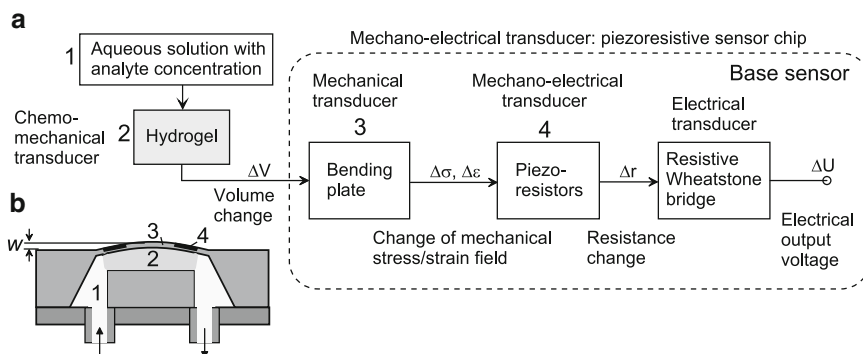 a
Mechano-electrical transducer: piezoresistive sensor chip
1
Aqueous solution with
analyte concentration
Base sensor
Chemo-
mechanical
transducer
2
Hydrogel
ΔV
Volume
change
Mechanical
transducer
3
Bending
plate
Δσ, Δε
Change of mechanical
stress/strain field
Mechano-electrical
transducer
4
Piezo-
resistors
Δr
Resistance
change
Electrical
transducer
Resistive
Wheatstone
bridge
ΔU
Electrical
output
voltage
b
w
3
4
2
1